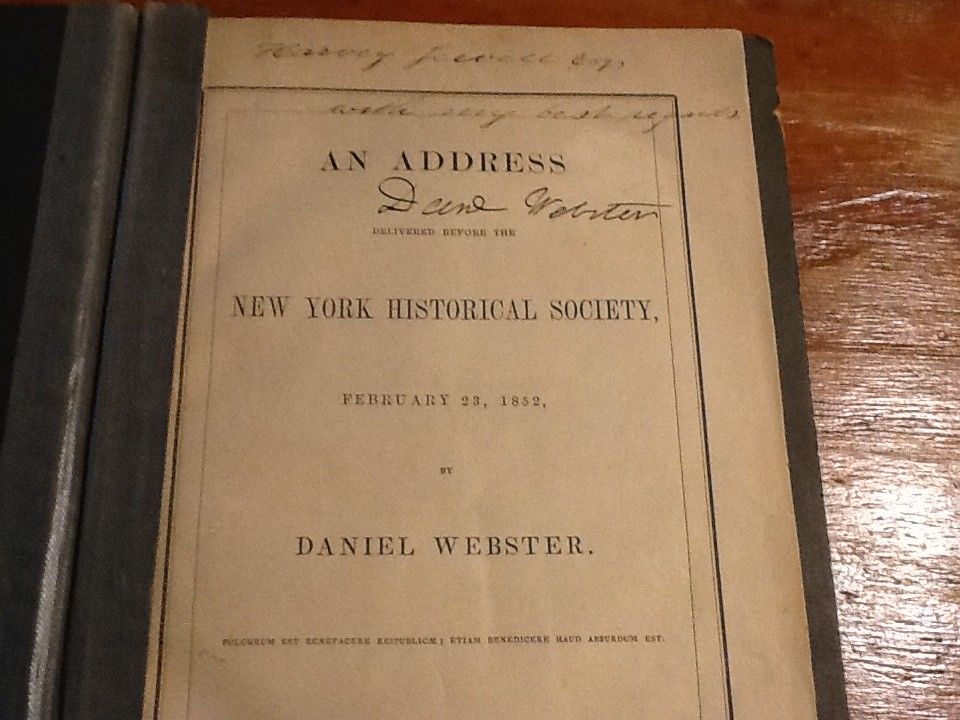 Harvey Jewell Esq.
with my best regards
AN ADDRESS
Danl Webster
DELIVERED BEFORE THE
NEW YORK HISTORICAL SOCIETY,
FEBRUARY 23, 1852,
BY
DANIEL WEBSTER.
PULCHRUM EST BENEFACERE REIPUBLICÆ; ETIAM BENEDICERE HAUD ABSURDUM EST.